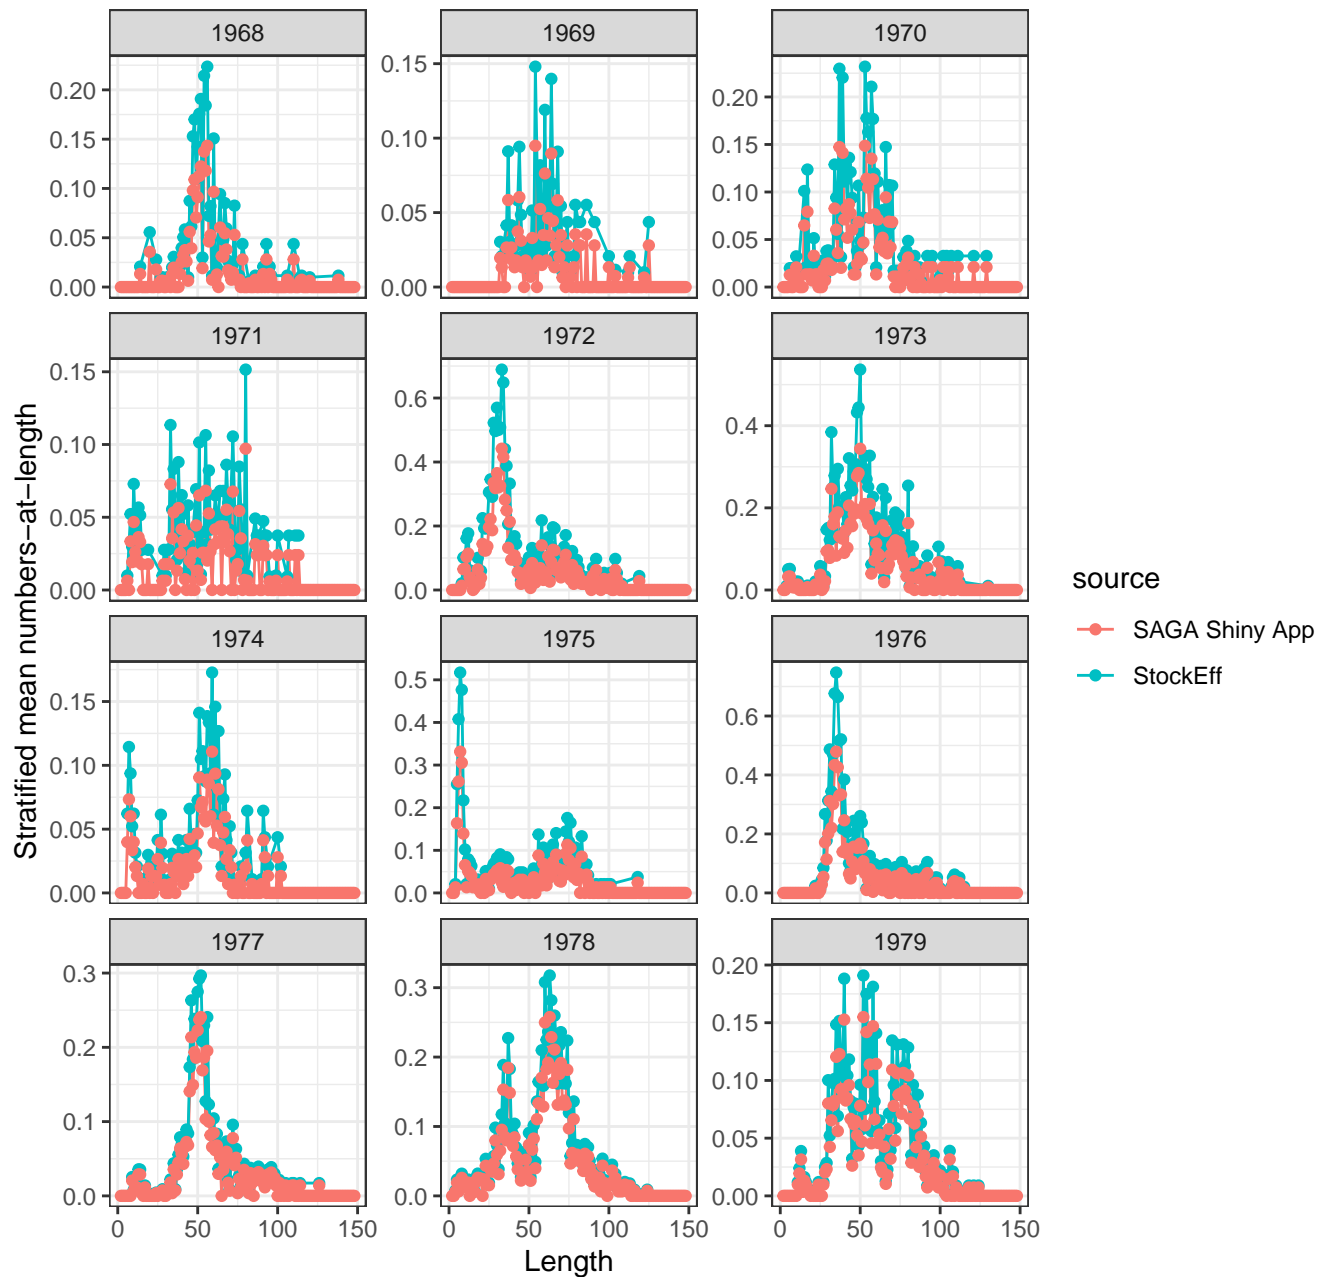 1968 1969 1970
0.00 0.05 0.10 0.15 0.20
0.00 0.05 0.10 0.15
0.00 0.05 0.10 0.15 0.20
1971 1972 1973
0.00 0.05 0.10 0.15
0.0 0.2 0.4 0.6
0.0 0.2 0.4
1974 1975 1976
0.00 0.05 0.10 0.15
0.0 0.1 0.2 0.3 0.4 0.5
0.0 0.2 0.4 0.6
1977 1978 1979
0.0 0.1 0.2 0.3
0.0 0.1 0.2 0.3
0.00 0.05 0.10 0.15 0.20
0 50 100 150 0 50 100 150 0 50 100 150
Length
Stratified mean numbers−at−length
source
SAGA Shiny App
StockEff